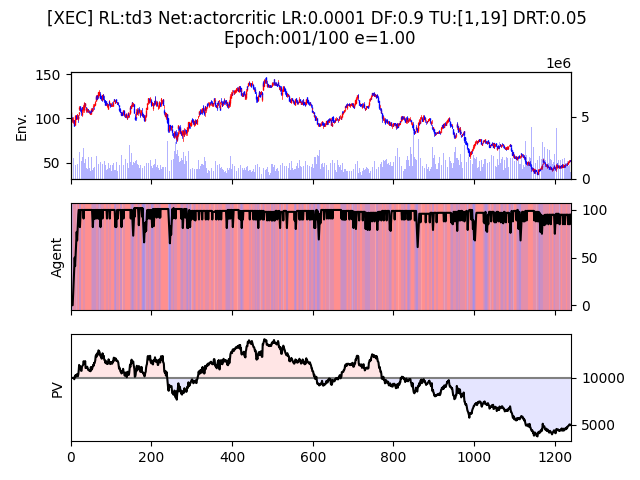 [XEC] RL:td3 Net:actorcritic LR:0.0001 DF:0.9 TU:[1,19] DRT:0.05
Epoch:001/100 e=1.00
1e6
150
100
50
Env.
5
0
Agent
100
50
0
PV
10000
5000
0 200 400 600 800 1000 1200